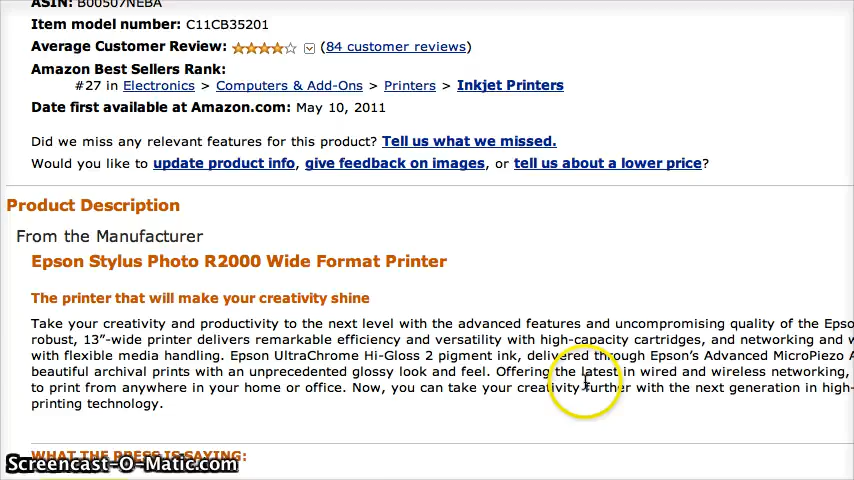 ASIN: B00507NEBA
Item model number: C11CB35201
Average Customer Review: (84 customer reviews)
Amazon Best Sellers Rank:
#27 in Electronics > Computers & Add-Ons > Printers > Inkjet Printers
Date first available at Amazon.com: May 10, 2011
Did we miss any relevant features for this product? Tell us what we missed.
Would you like to update product info, give feedback on images, or tell us about a lower price?
Product Description
From the Manufacturer
Epson Stylus Photo R2000 Wide Format Printer
The printer that will make your creativity shine
Take your creativity and productivity to the next level with the advanced features and uncompromising quality of the Epso
robust, 13”-wide printer delivers remarkable efficiency and versatility with high-capacity cartridges, and networking and w
with flexible media handling. Epson UltraChrome Hi-Gloss 2 pigment ink, delivered through Epson’s Advanced MicroPiezo A
beautiful archival prints with an unprecedented glossy look and feel. Offering the latest in wired and wireless networking,
to print from anywhere in your home or office. Now, you can take your creativity further with the next generation in high-
printing technology.
WHAT THE PRESS IS SAYING:
Screencast-O-Matic.com